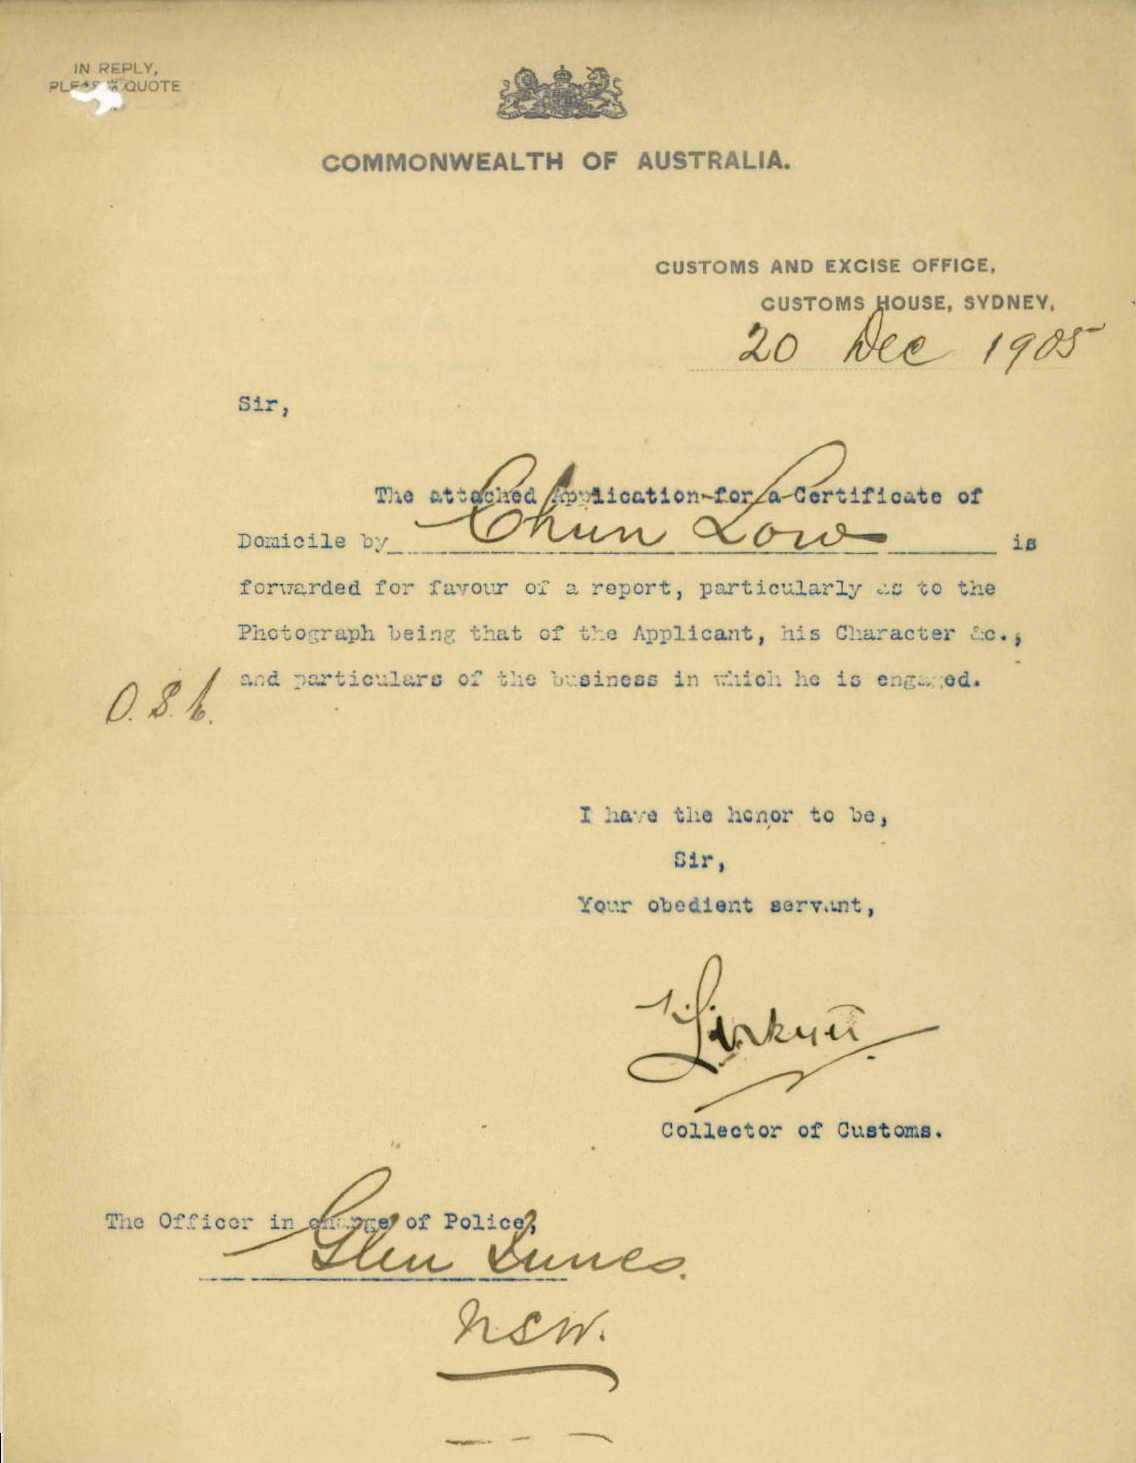 IN REPLY,
PLEASE QUOTE
COMMONWEALTH OF AUSTRALIA.
CUSTOMS AND EXCISE OFFICE,
CUSTOMS HOUSE, SYDNEY,
20 Dec 1905
Sir,
The attached Application for a Certificate of
Domicile by Chun Low is
forwarded for favour of a report, particularly as to the
Photograph being that of the Applicant, his Character &c.,
and particulars of the business in which he is engaged.
I have the honor to be,
Sir,
Your obedient servant,
Collector of Customs.
The Officer in charge of Police,
Glen Innes.
NSW.